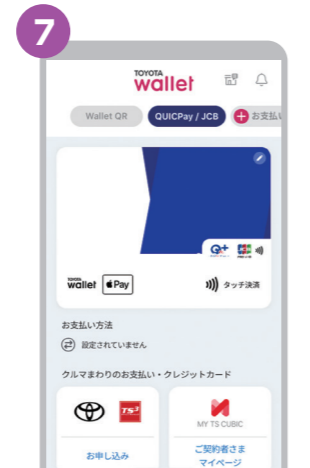 7
TOYOTA
wallet
Wallet QR
QUICPay / JCB
お支払い
TOYOTA
wallet
Pay
タッチ決済
お支払い方法
設定されていません
クルマまわりのお支払い・クレジットカード
TS3
MY TS CUBIC
お申し込み
ご契約者さま
マイページ